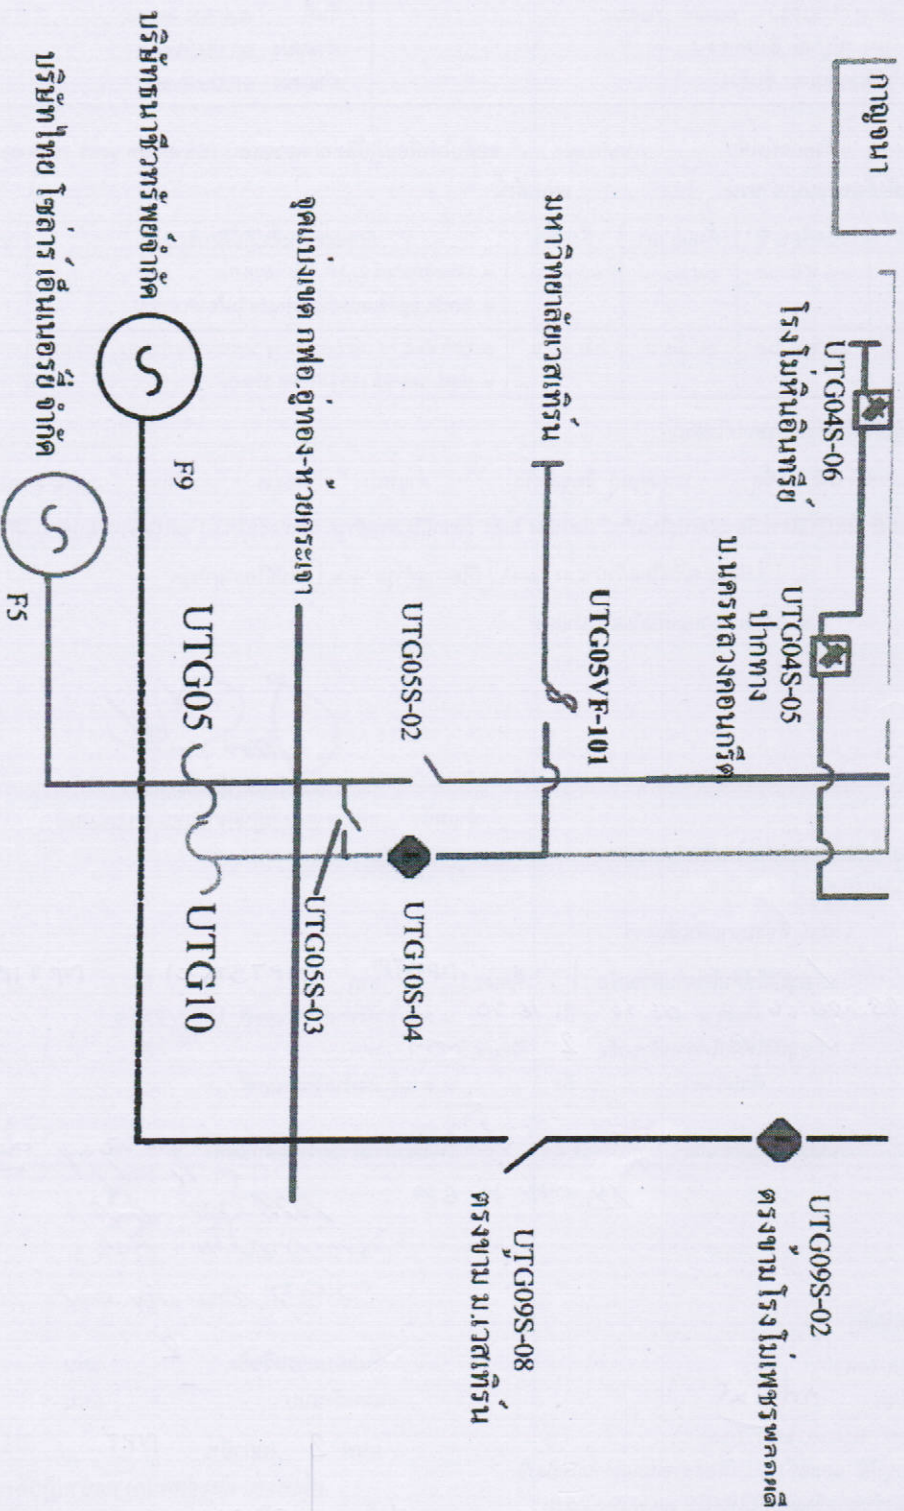 กาญจนา 1
UTG04S-06
โรงโม่หินอินทรีย์
UTG04S-05
ปากทาง
บ.นครหลวงคอนกรีต
มหาวิทยาลัยเวสเทิร์น
UTG05VF-101
UTG09S-02
ตรงข้ามโรงโม่เพชรพลลดดี
UTG05S-02
UTG10S-04
UTG09S-08
ตรงข้าม ม.เวสเทิร์น
จุดแบ่งเขต กฟอ.อู่ทอง-ห้วยกระเจา
UTG05S-03
UTG05
UTG10
บริษัทธนาชีวทรัพย์จำกัด
F9
บริษัทไทย โซลาร์ เอ็นเนอร์ยี่ จำกัด
F5